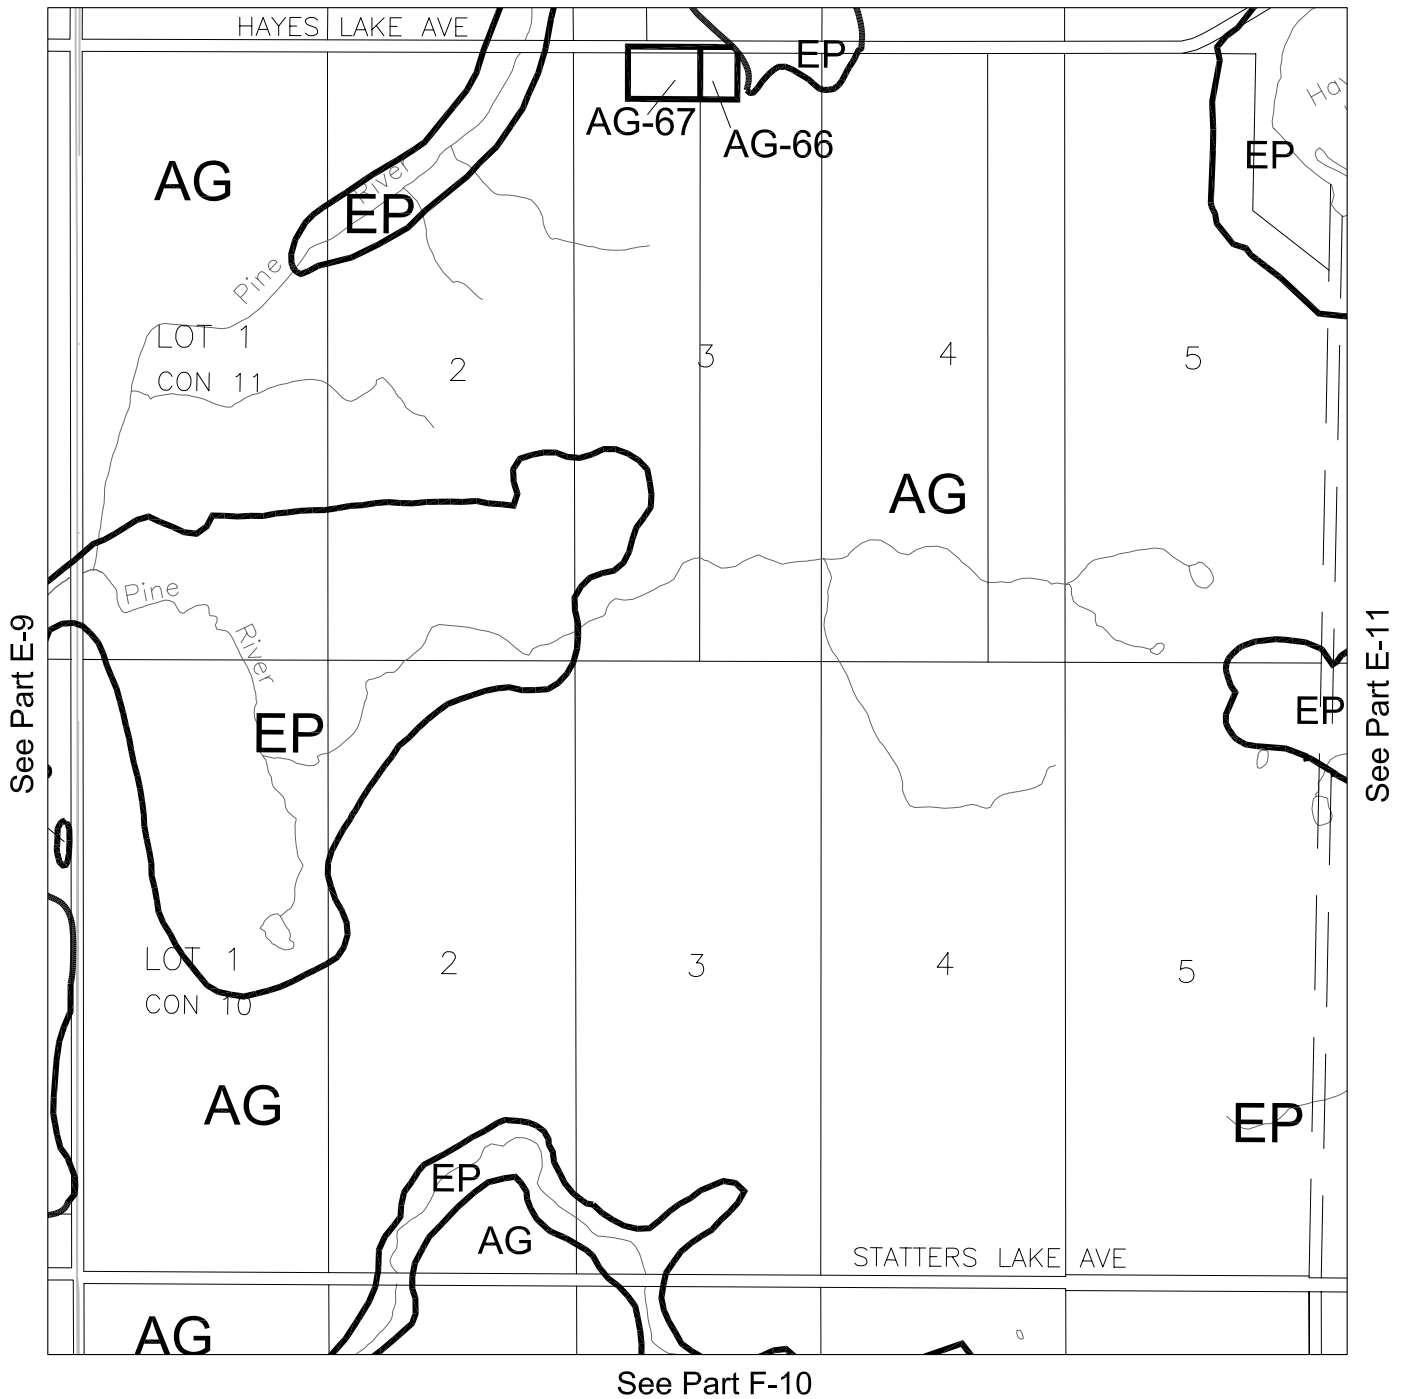 HAYES LAKE AVE
EP
AG-67
AG-66
AG
River
EP
EP
Pine
LOT 1
CON 11
2
3
4
5
AG
Pine
River
See Part E-9
See Part E-11
EP
EP
LOT 1
CON 10
2
3
4
5
AG
EP
EP
AG
STATTERS LAKE AVE
AG
See Part F-10